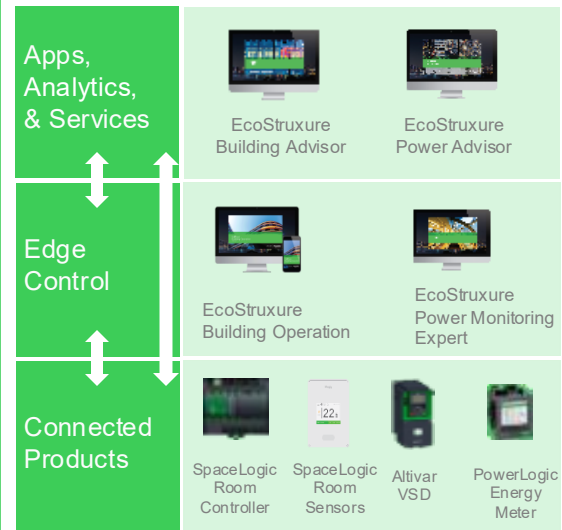 Apps,
Analytics,
& Services
EcoStruxure
Building Advisor
EcoStruxure
Power Advisor
Edge
Control
EcoStruxure
Building Operation
EcoStruxure
Power Monitoring
Expert
Connected
Products
22
SpaceLogic
Room
Controller
SpaceLogic
Room
Sensors
Altivar
VSD
PowerLogic
Energy
Meter